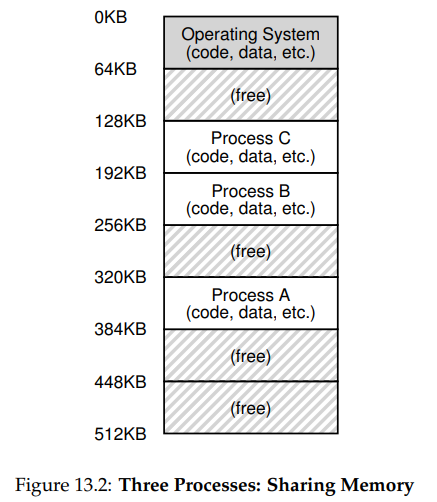 0KB
Operating System
(code, data, etc.)
64KB
(free)
128KB
Process C
(code, data, etc.)
192KB
Process B
(code, data, etc.)
256KB
(free)
320KB
Process A
(code, data, etc.)
384KB
(free)
448KB
(free)
512KB
Figure 13.2: Three Processes: Sharing Memory